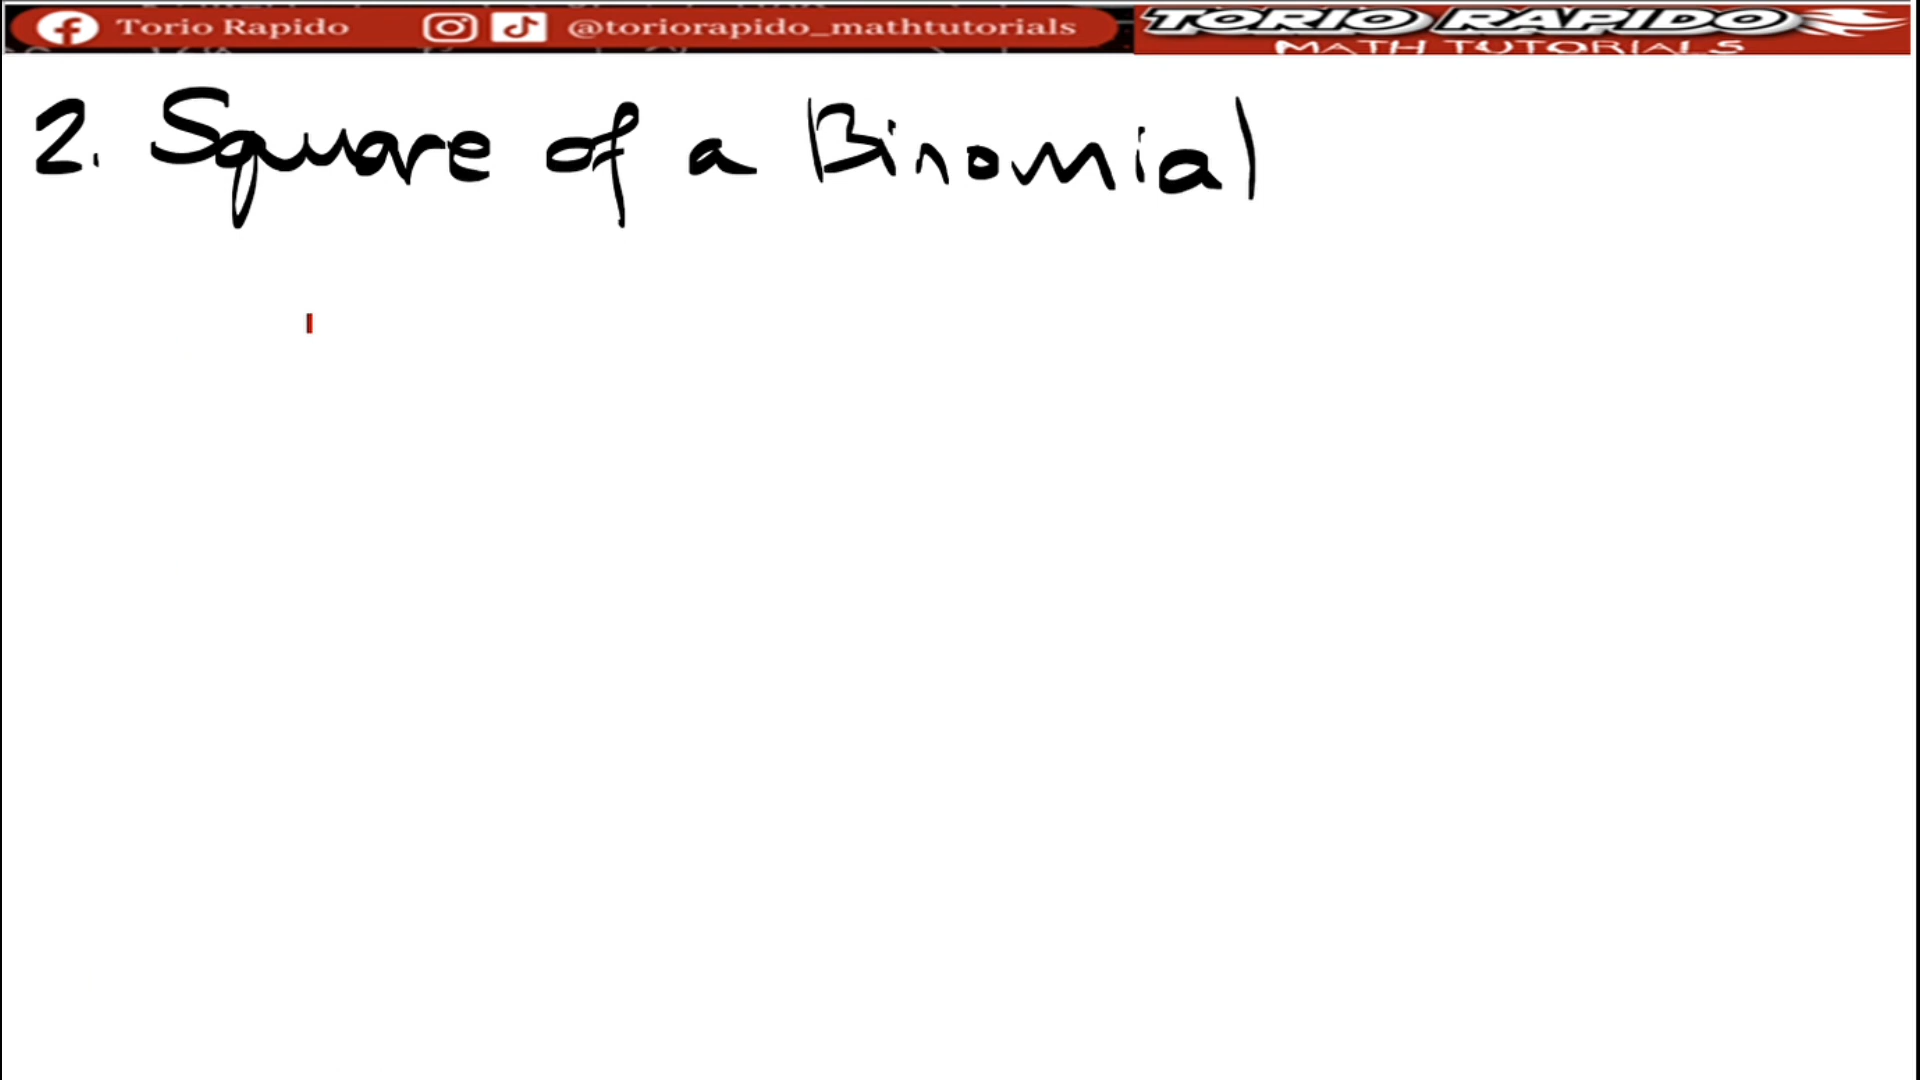 Torio Rapido @toriorapido_mathtutorials TORIO RAPIDO
MATH TUTORIALS
2. Square of a Binomial